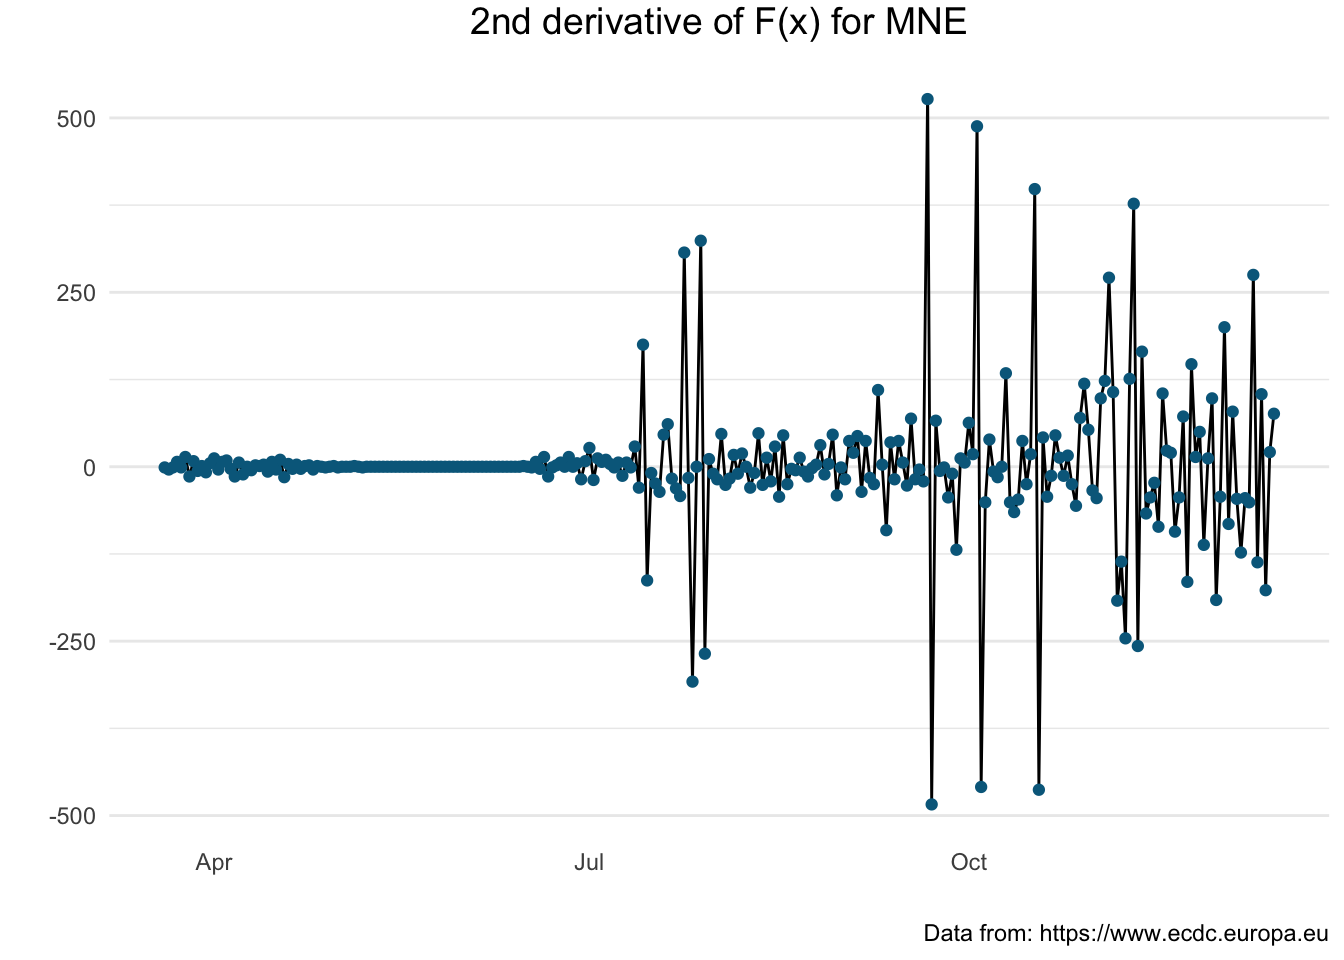 2nd derivative of F(x) for MNE
500
250
0
-250
-500
Apr Jul Oct
Data from: https://www.ecdc.europa.eu